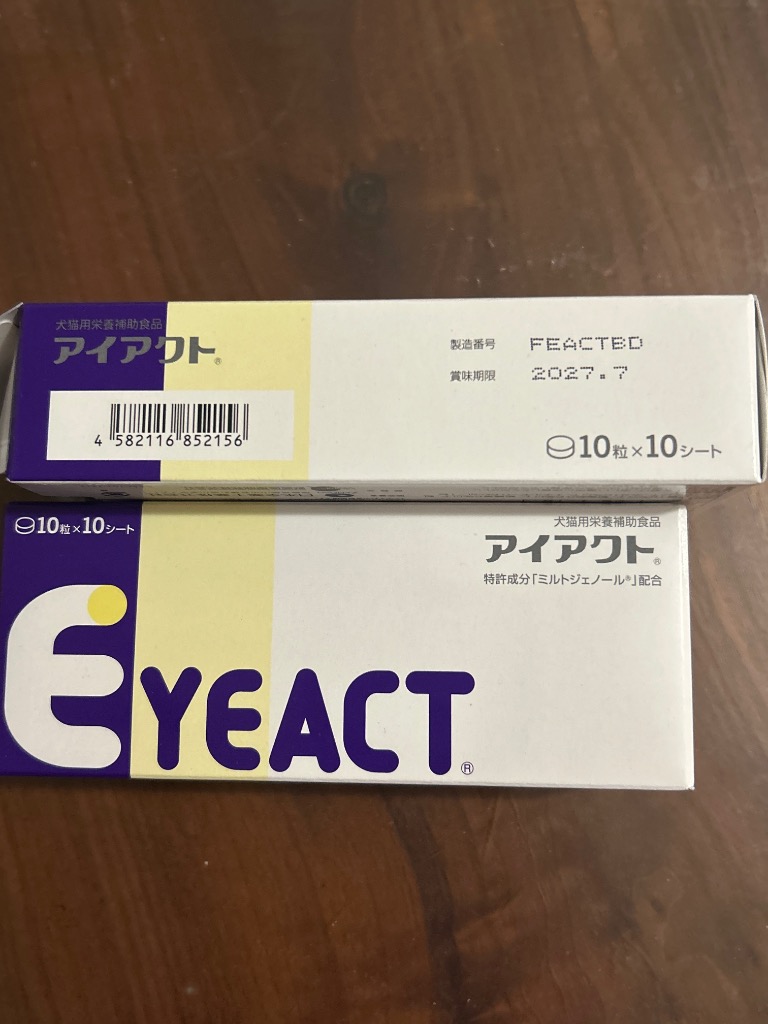 犬猫用栄養補助食品
アイアクト®
4 582116 852156
製造番号 FEACTBD
賞味期限 2027.7
10粒×10シート
10粒×10シート
犬猫用栄養補助食品
アイアクト®
特許成分「ミルトジェノール®」配合
EYEACT®